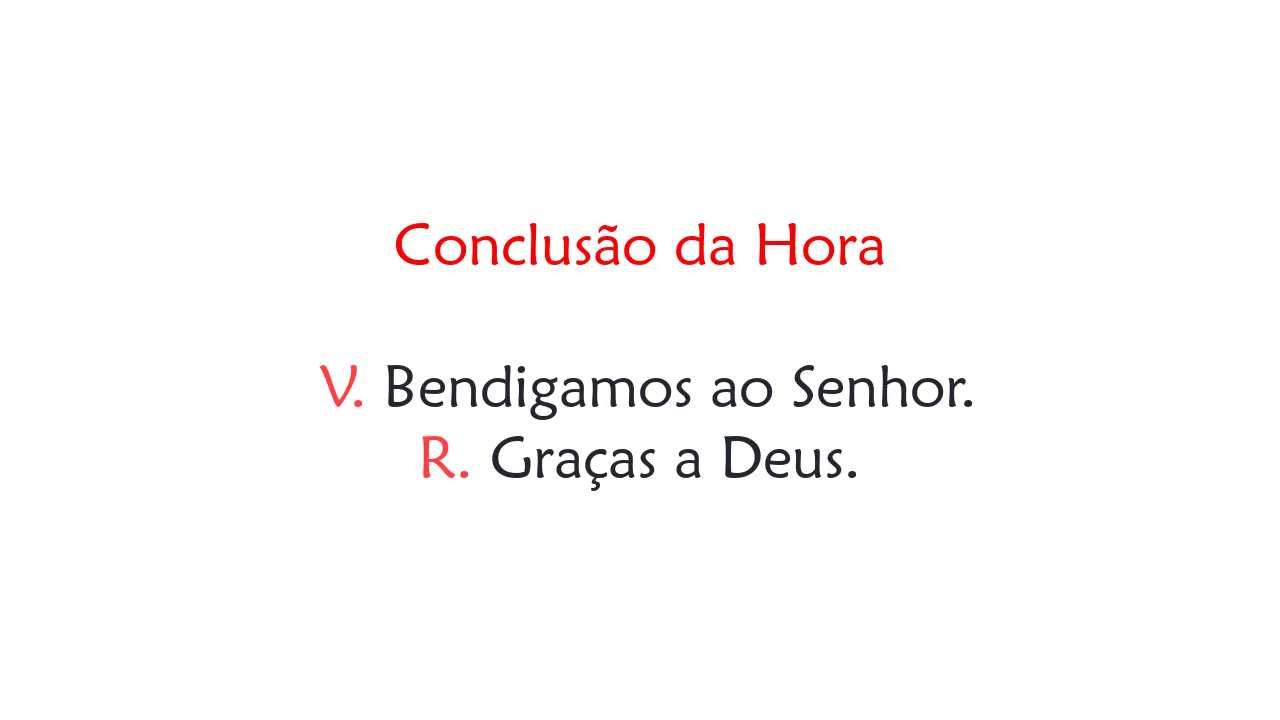 Conclusão da Hora
V. Bendigamos ao Senhor.
R. Graças a Deus.